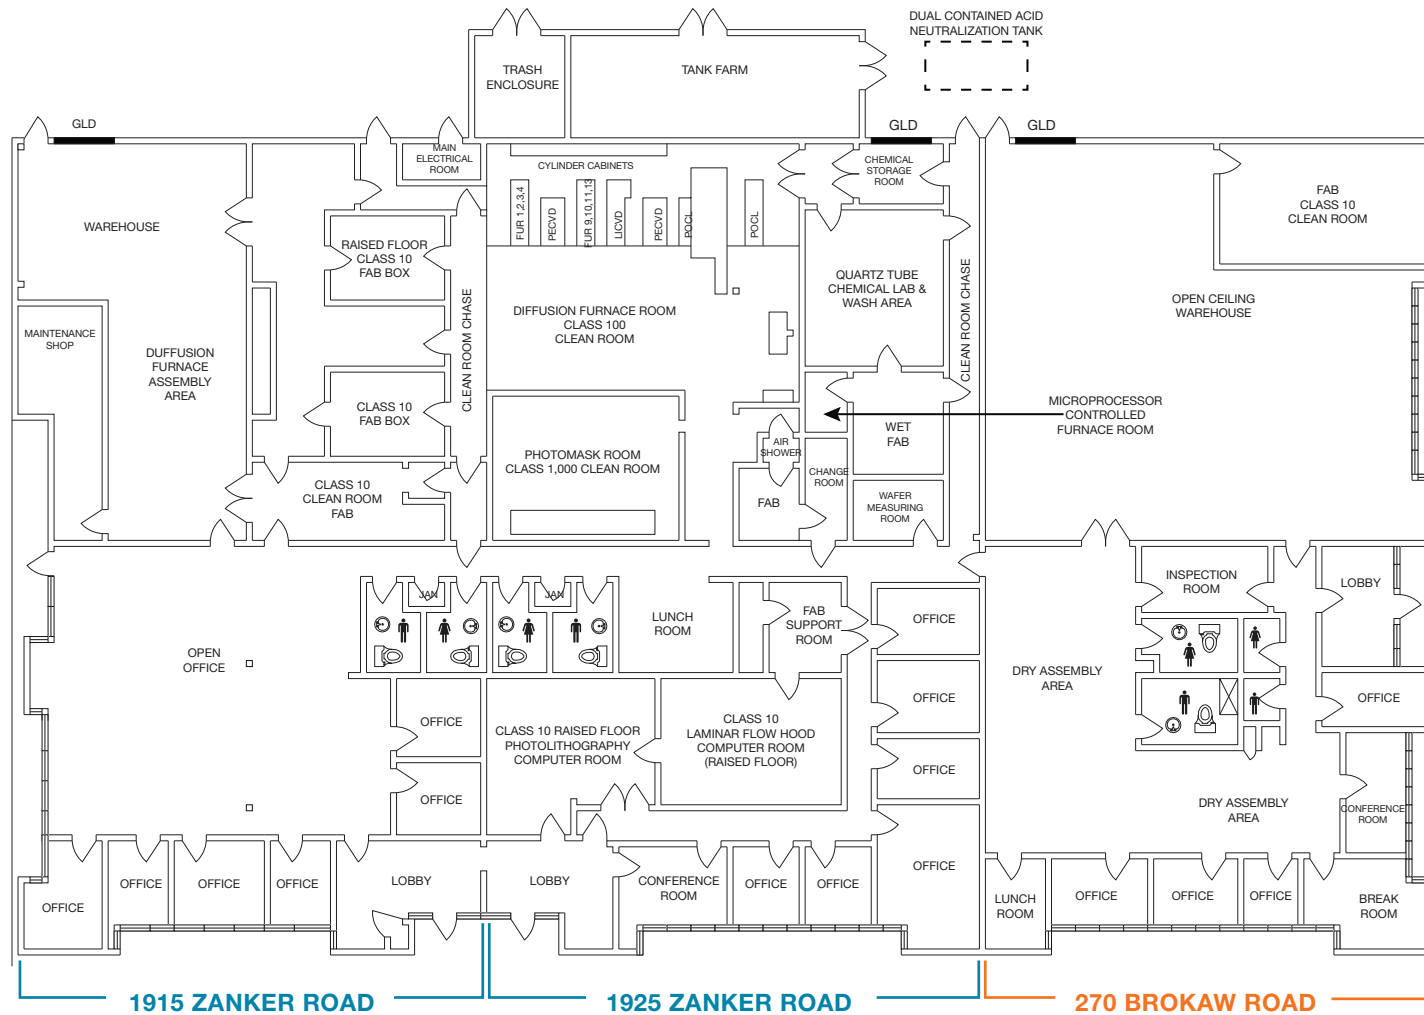 DUAL CONTAINED ACID
NEUTRALIZATION TANK
TRASH
ENCLOSURE
TANK FARM
GLD
GLD
GLD
MAIN
ELECTRICAL
ROOM
CYLINDER CABINETS
CHEMICAL
STORAGE
ROOM
FUR 1,2,3,4
PECVD
FUR 9,10,11,13
LICVD
PECVD
POCL
POCL
FAB
CLASS 10
CLEAN ROOM
WAREHOUSE
RAISED FLOOR
CLASS 10
FAB BOX
QUARTZ TUBE
CHEMICAL LAB &
WASH AREA
CLEAN ROOM CHASE
CLEAN ROOM CHASE
OPEN CEILING
WAREHOUSE
DIFFUSION FURNACE ROOM
CLASS 100
CLEAN ROOM
MAINTENANCE
SHOP
DUFFUSION
FURNACE
ASSEMBLY
AREA
CLASS 10
FAB BOX
MICROPROCESSOR
CONTROLLED
FURNACE ROOM
WET
FAB
AIR
SHOWER
PHOTOMASK ROOM
CLASS 1,000 CLEAN ROOM
CHANGE
ROOM
CLASS 10
CLEAN ROOM
FAB
FAB
WAFER
MEASURING
ROOM
INSPECTION
ROOM
LOBBY
JAN
JAN
LUNCH
ROOM
FAB
SUPPORT
ROOM
OFFICE
OPEN
OFFICE
DRY ASSEMBLY
AREA
OFFICE
OFFICE
OFFICE
CLASS 10 RAISED FLOOR
PHOTOLITHOGRAPHY
COMPUTER ROOM
CLASS 10
LAMINAR FLOW HOOD
COMPUTER ROOM
(RAISED FLOOR)
OFFICE
OFFICE
DRY ASSEMBLY
AREA
CONFERENCE
ROOM
OFFICE
OFFICE
OFFICE
OFFICE
LOBBY
LOBBY
CONFERENCE
ROOM
OFFICE
OFFICE
OFFICE
LUNCH
ROOM
OFFICE
OFFICE
OFFICE
BREAK
ROOM
1915 ZANKER ROAD
1925 ZANKER ROAD
270 BROKAW ROAD